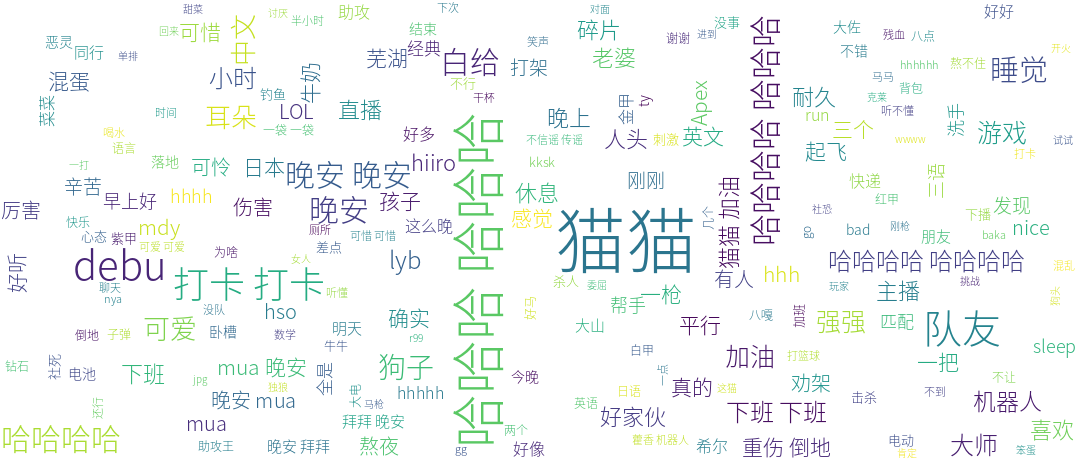 甜菜
讨厌
半小时
助攻
下次
对面
碎片
没事
哈哈哈哈 哈哈哈哈
大佐
残血
八点
好好
恶灵
同行
回来
单排
可惜
中文
结束
经典
笑声
老婆
谢谢
进到
不错
hhhhhh
熬不住
开火
混蛋
小时
牛奶
芜湖
白给
打架
不行
干杯
金甲
ty
Apex
耐久
马马
背包
睡觉
菜菜
耳朵
钓鱼
LOL
直播
晚上
人头
英文
克菜
run
三个
听不懂
洗手
游戏
时间
喝水
语言
一袋 一袋
好多
不信谣 传谣
刺激
起飞
wwww
打卡
试试
一打
落地
可怜
日本
晚安 晚安
hiiro
哈哈哈 哈哈哈
kksk
休息
刚刚
猫猫 加油
快递
三语
辛苦
早上好
hhhh
伤害
晚安
孩子
感觉
猫猫
几个
社恐
红甲
发现
厉害
快乐
心态
紫甲
mdy
可爱 可爱
厕所
可惜 可惜
这么晚
go
bad
刚枪
朋友
下播
baka
nice
好听
debu
为啥
差点
女人
lyb
杀人
委屈
有人
hhh
哈哈哈哈 哈哈哈哈
混乱
聊天
nya
打卡 打卡
听懂
好马
帮手
一枪
玩家
主播
挑战
狗头
没队
hso
确实
大山
平行
加班
八嘎
强强
匹配
队友
倒地
子弹
可爱
卧槽
数学
明天
r99
牛牛
白甲
加油
打篮球
一把
sleep
钻石
社死
电池
下班
jpg
mua 晚安
独狼
全是
狗子
今晚
一点
真的
这猫
劝架
不让
还行
晚安 mua
大电
马枪
hhhhh
英语
日语
击杀
不到
机器人
哈哈哈哈
mua
助攻王
晚安 拜拜
拜拜 晚安
熬夜
gg
两个
好像
好家伙
藿香 机器人
希尔
下班 下班
重伤 倒地
电动
肯定
大师
笨蛋
喜欢